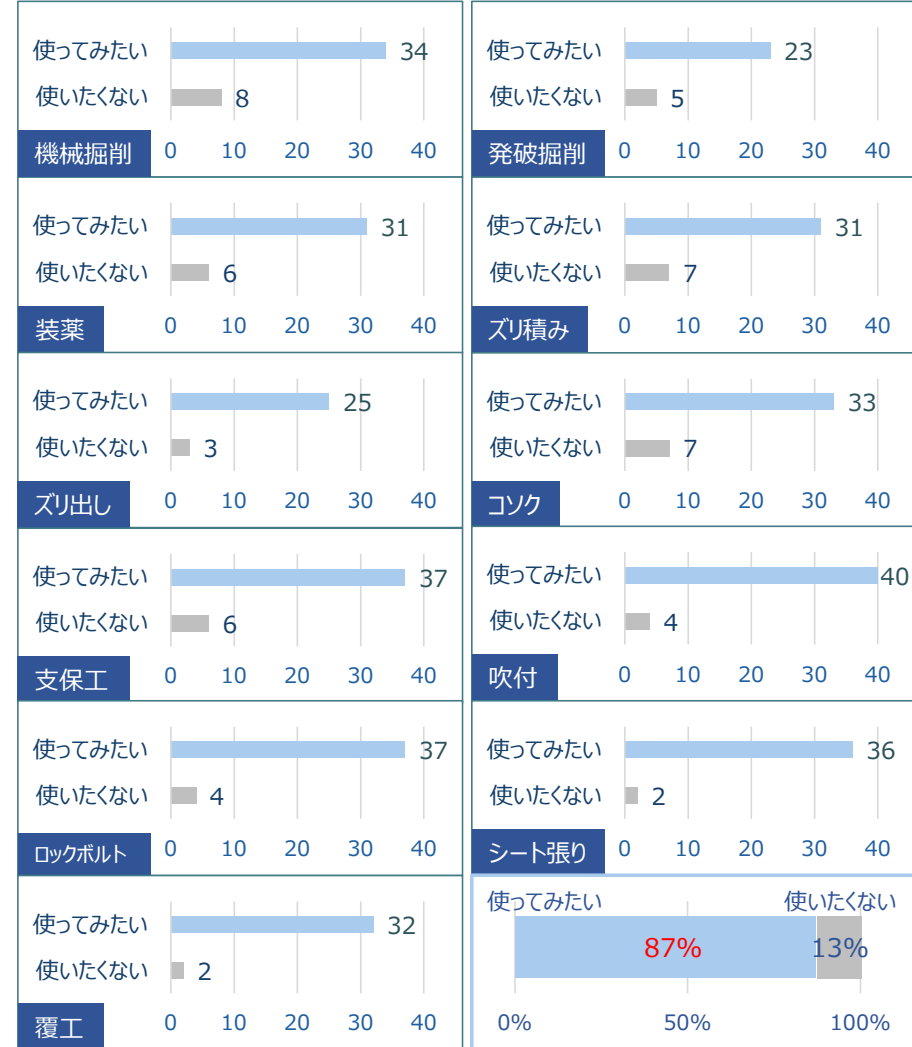 使ってみたい 34
使いたくない 8
機械掘削 0 10 20 30 40
使ってみたい 23
使いたくない 5
発破掘削 0 10 20 30 40
使ってみたい 31
使いたくない 6
装薬 0 10 20 30 40
使ってみたい 31
使いたくない 7
ズリ積み 0 10 20 30 40
使ってみたい 25
使いたくない 3
ズリ出し 0 10 20 30 40
使ってみたい 33
使いたくない 7
コソク 0 10 20 30 40
使ってみたい 37
使いたくない 6
支保工 0 10 20 30 40
使ってみたい 40
使いたくない 4
吹付 0 10 20 30 40
使ってみたい 37
使いたくない 4
ロックボルト 0 10 20 30 40
使ってみたい 36
使いたくない 2
シート張り 0 10 20 30 40
使ってみたい 32
使いたくない 2
覆工 0 10 20 30 40
使ってみたい 使いたくない
87% 13%
0% 50% 100%